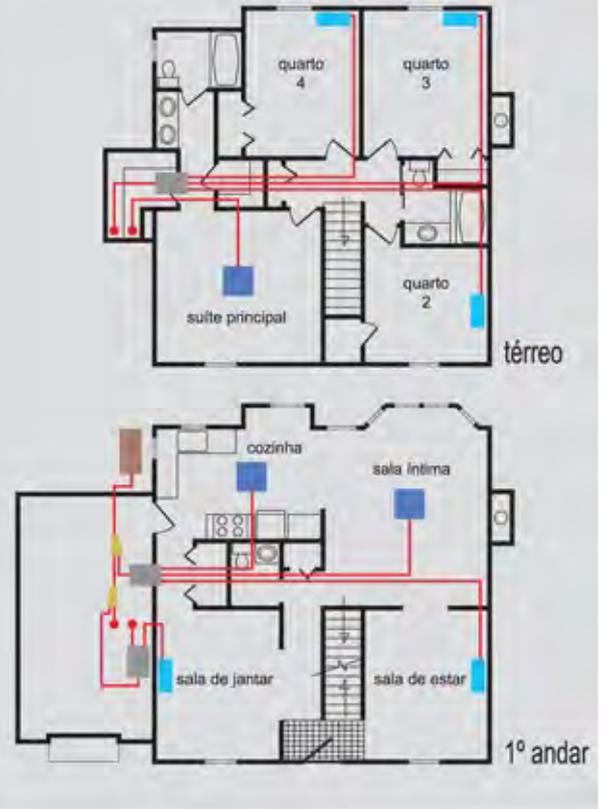 quarto
4
quarto
3
quarto
2
suíte principal
térreo
cozinha
sala íntima
sala de jantar
sala de estar
1º andar